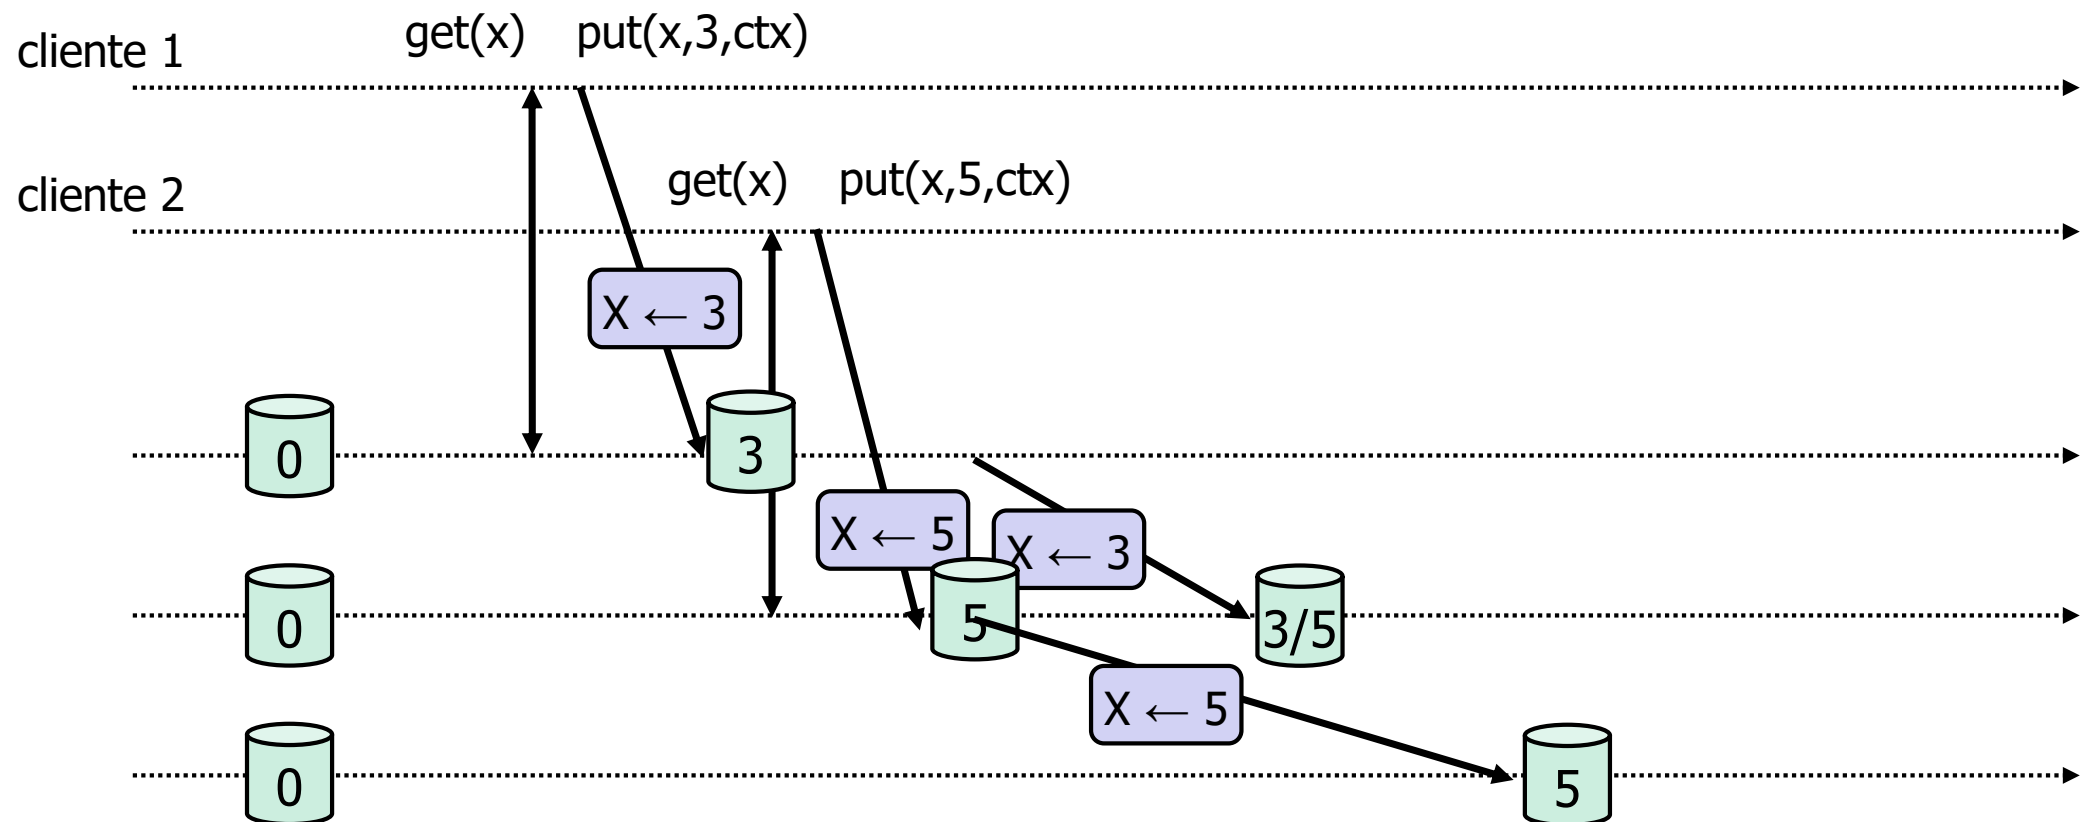 get(x) put(x,3,ctx)
cliente 1
get(x) put(x,5,ctx)
cliente 2
X ← 3
0
3
X ← 5
X ← 3
0
5
3/5
X ← 5
0
5